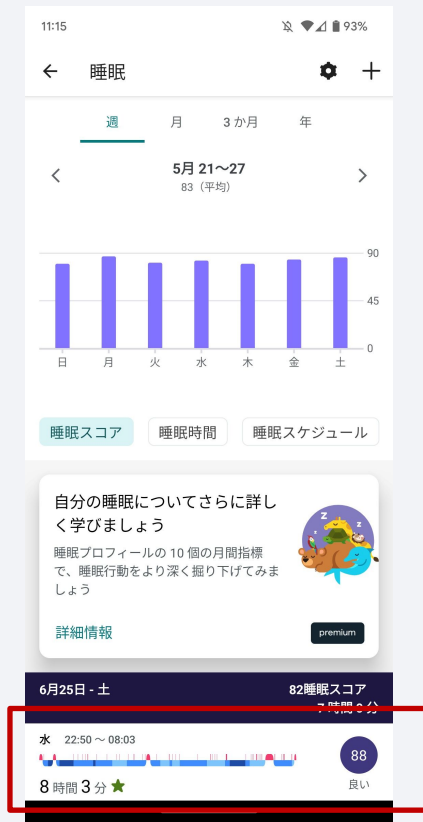 11:15 93%
睡眠
週 月 3 か月 年
5月 21～27
83（平均）
90
45
0
日 月 火 水 木 金 土
睡眠スコア 睡眠時間 睡眠スケジュール
自分の睡眠についてさらに詳し
く学びましょう
睡眠プロフィールの 10 個の月間指標
で、睡眠行動をより深く掘り下げてみま
しょう
詳細情報 premium
6月25日 - 土 82睡眠スコア
水 22:50 ～ 08:03
88
8 時間 3 分 良い